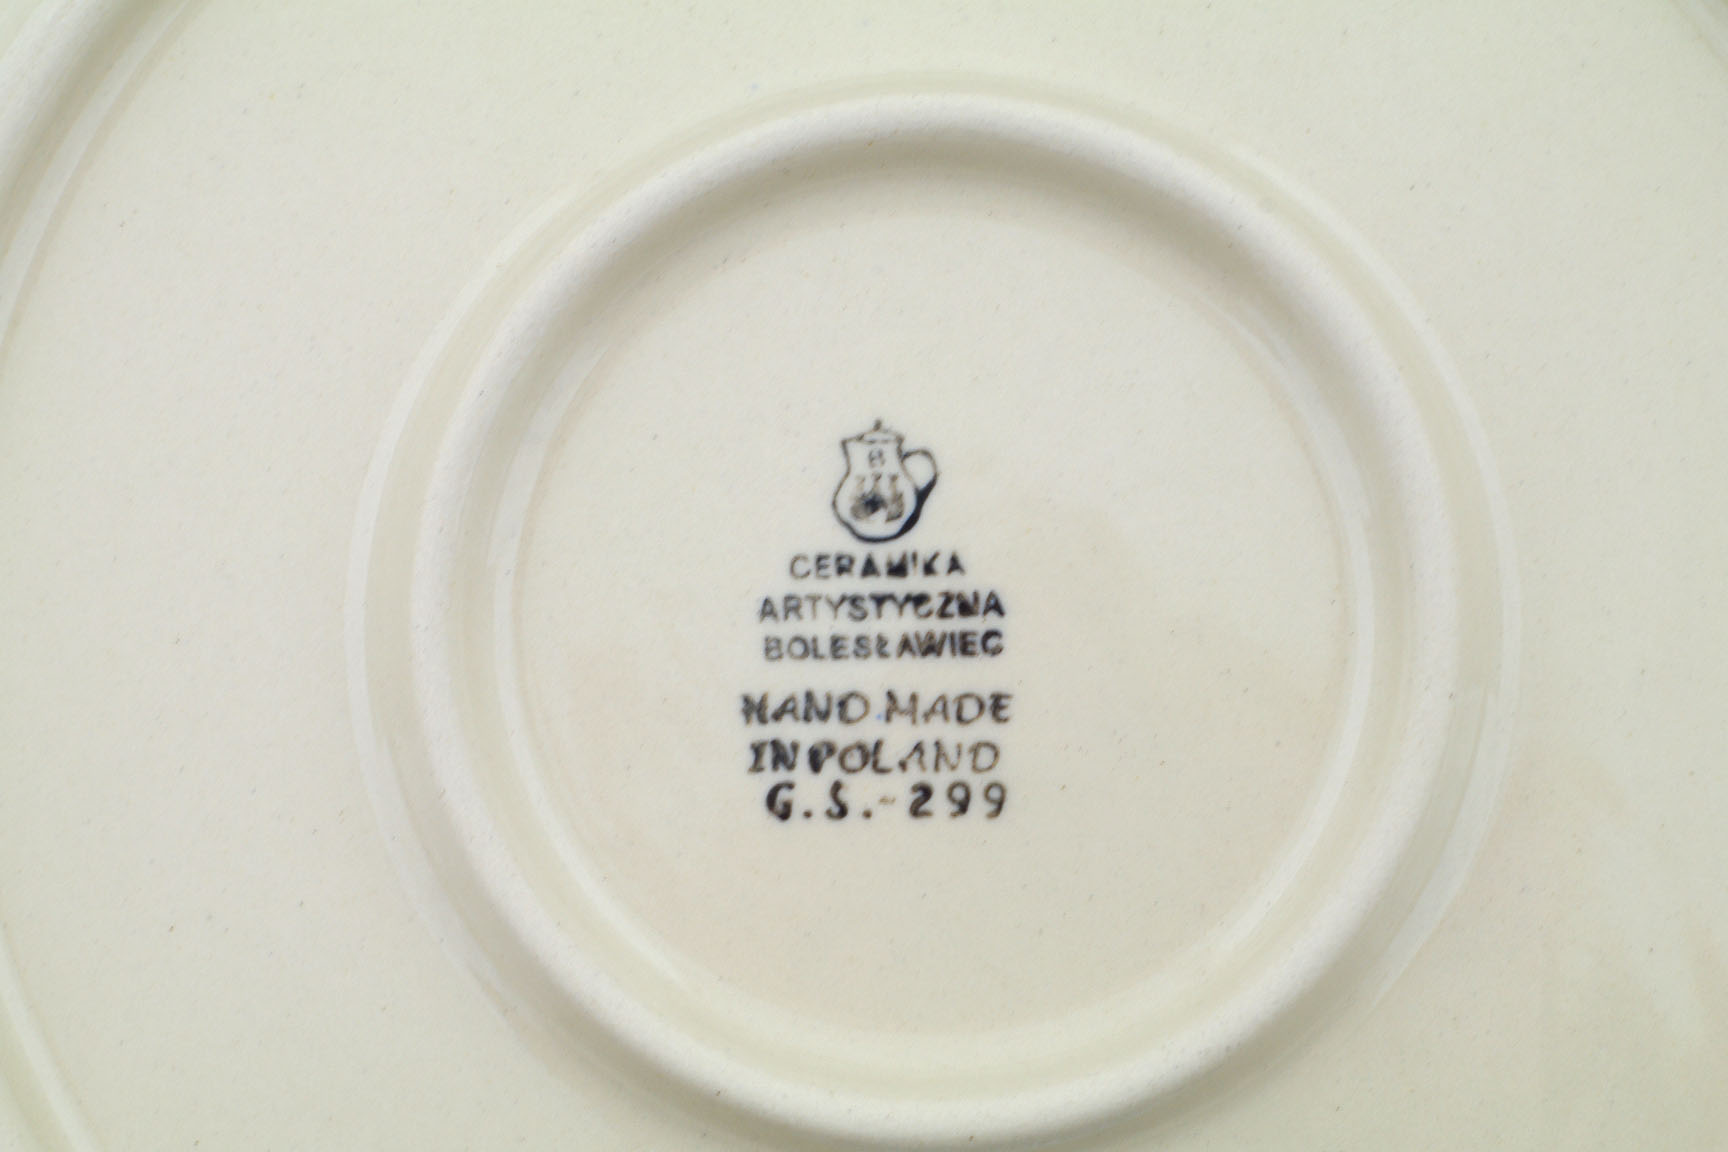 B
CERAMIKA
ARTYSTYCZNA
BOLESŁAWIEC
HAND MADE
IN POLAND
G.S.-299